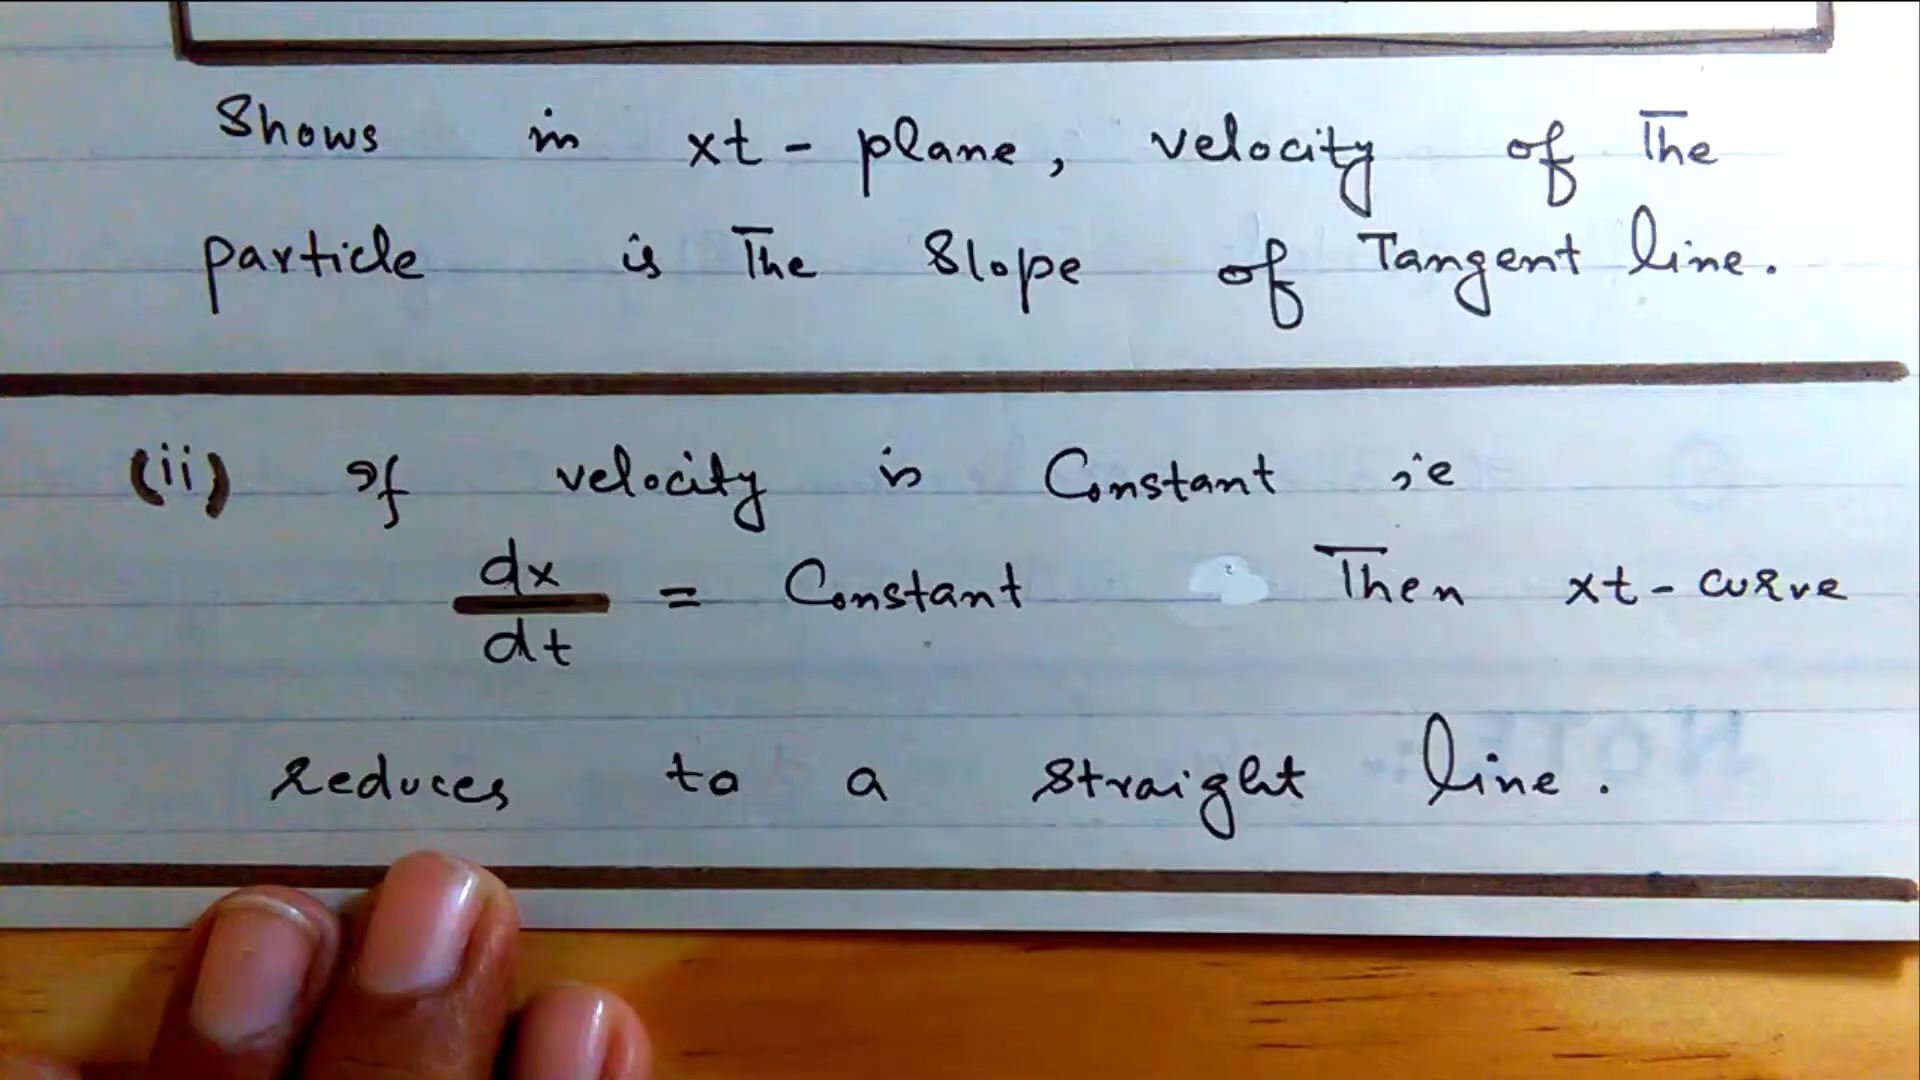 Shows in xt - plane, velocity of The
particle is The Slope of Tangent line.
(ii) If velocity is Constant ie
dx/dt = Constant Then xt - curve
reduces to a straight line.